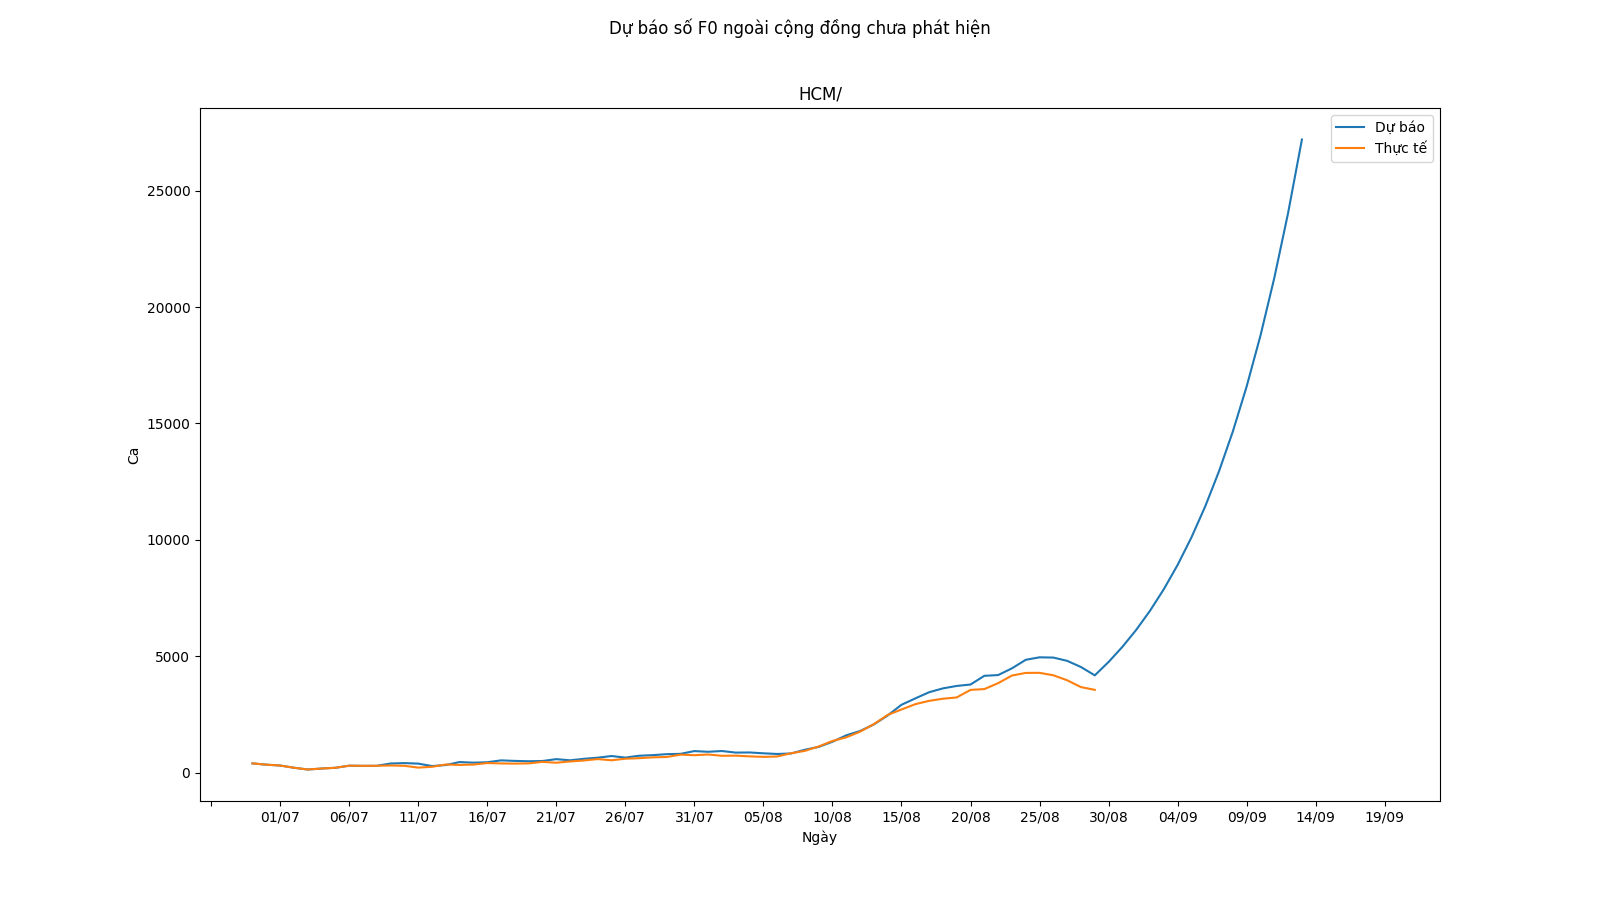 Dự báo số F0 ngoài cộng đồng chưa phát hiện
HCM/
Dự báo
Thực tế
25000
20000
15000
10000
5000
0
Ca
01/07 06/07 11/07 16/07 21/07 26/07 31/07 05/08 10/08 15/08 20/08 25/08 30/08 04/09 09/09 14/09 19/09
Ngày